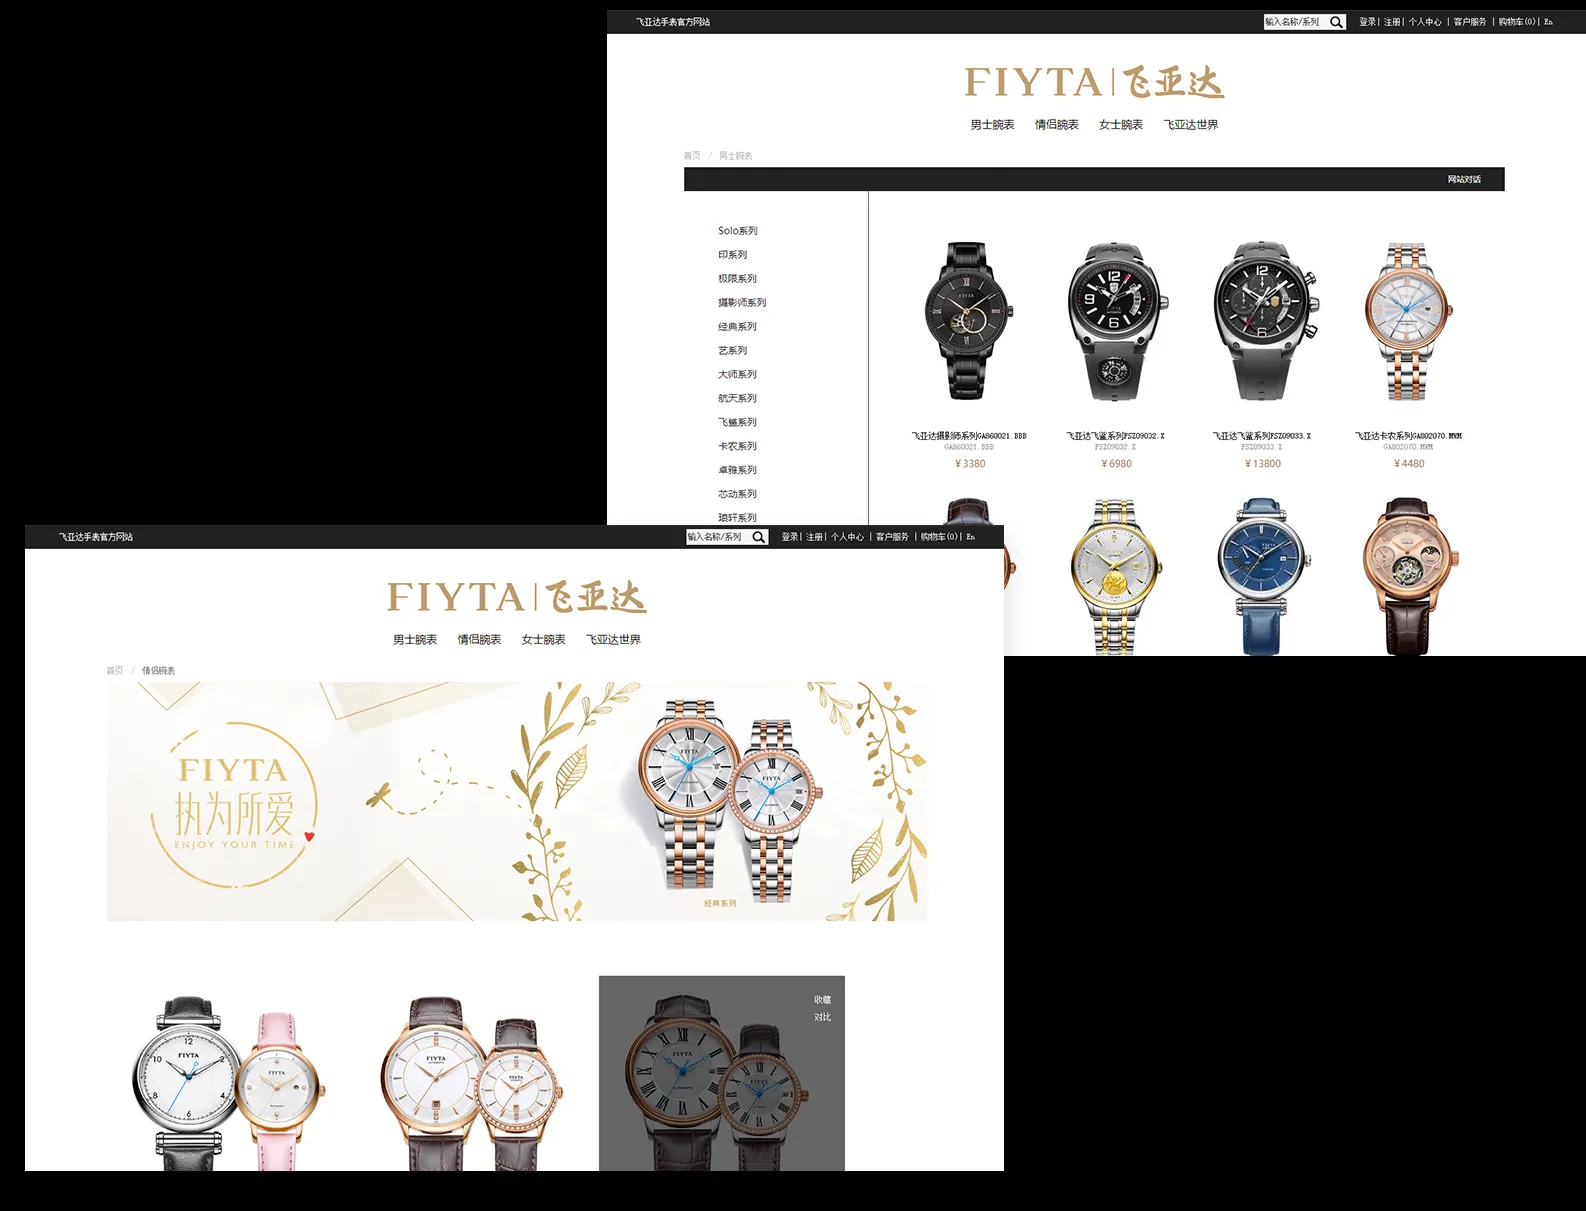 飞亚达手表官方网站
输入名称/系列
登录| 注册| 个人中心 | 客户服务 | 购物车(0)| En
FIYTA 飞亚达
男士腕表 情侣腕表 女士腕表 飞亚达世界
首页 / 男士腕表
网站对话
Solo系列
印系列
极限系列
摄影师系列
经典系列
艺系列
大师系列
航天系列
飞鲨系列
卡农系列
卓雅系列
芯动系列
琅轩系列
飞亚达摄影师系列GA860021.BBB
GA860021.BBB
¥3380
飞亚达飞鲨系列FSZ09032.X
FSZ09032.X
¥6980
飞亚达飞鲨系列FSZ09033.X
FSZ09033.X
¥13800
飞亚达卡农系列GA802070.MWM
GA802070.MWM
¥4480
飞亚达手表官方网站
输入名称/系列
登录| 注册| 个人中心 | 客户服务 | 购物车(0)| En
FIYTA 飞亚达
男士腕表 情侣腕表 女士腕表 飞亚达世界
首页 / 情侣腕表
FIYTA
执为所爱
ENJOY YOUR TIME
FIYTA
FIYTA
经典系列
FIYTA
FIYTA
FIYTA
FIYTA
FIYTA
FIYTA
收藏
对比